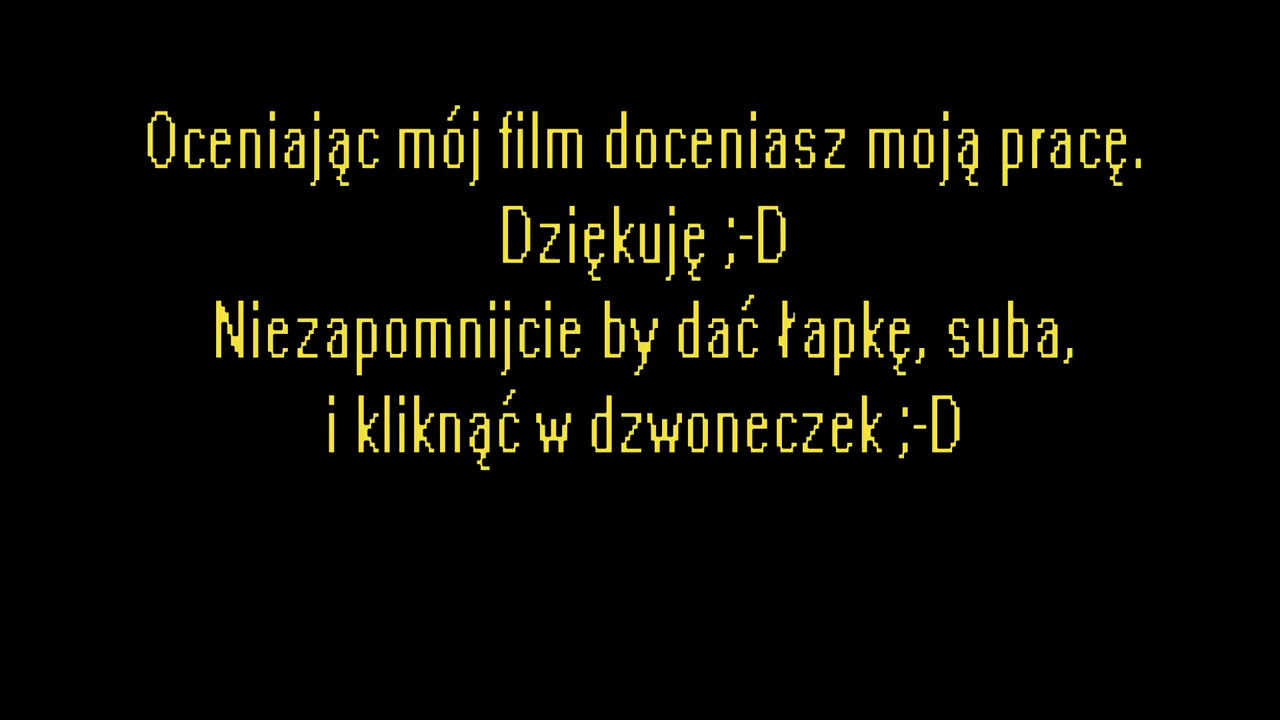 Oceniając mój film doceniasz moją pracę.
Dziękuję ;-D
Niezapomnijcie by dać łapkę, suba,
i kliknąć w dzwoneczek ;-D